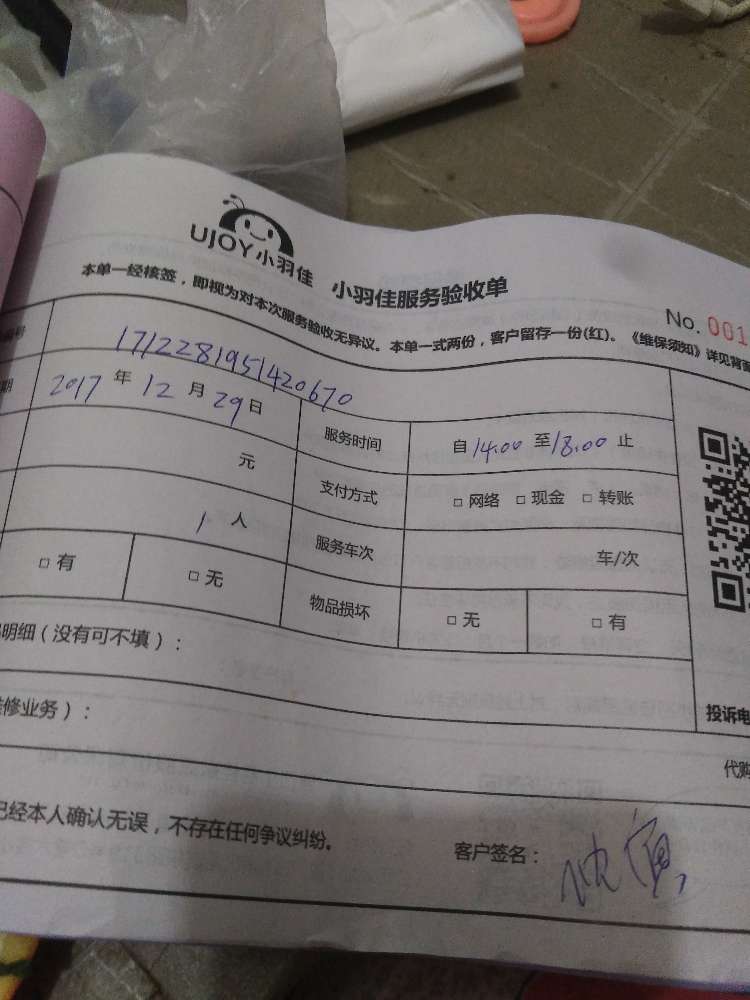 UJOY小羽佳 小羽佳服务验收单
本单一经核签，即视为对本次服务验收无异议。本单一式两份，客户留存一份(红)。《维保须知》详见背面
No. 001
编号 1712281951420670
期 2017 年 12 月 29 日 服务时间 自 14:00 至 18:00 止
元 支付方式 □ 网络 □ 现金 □ 转账
1 人 服务车次 车/次
□ 有 □ 无 物品损坏 □ 无 □ 有
明细（没有可不填）：
修业务）：
投诉电
代购
已经本人确认无误，不存在任何争议纠纷。
客户签名：